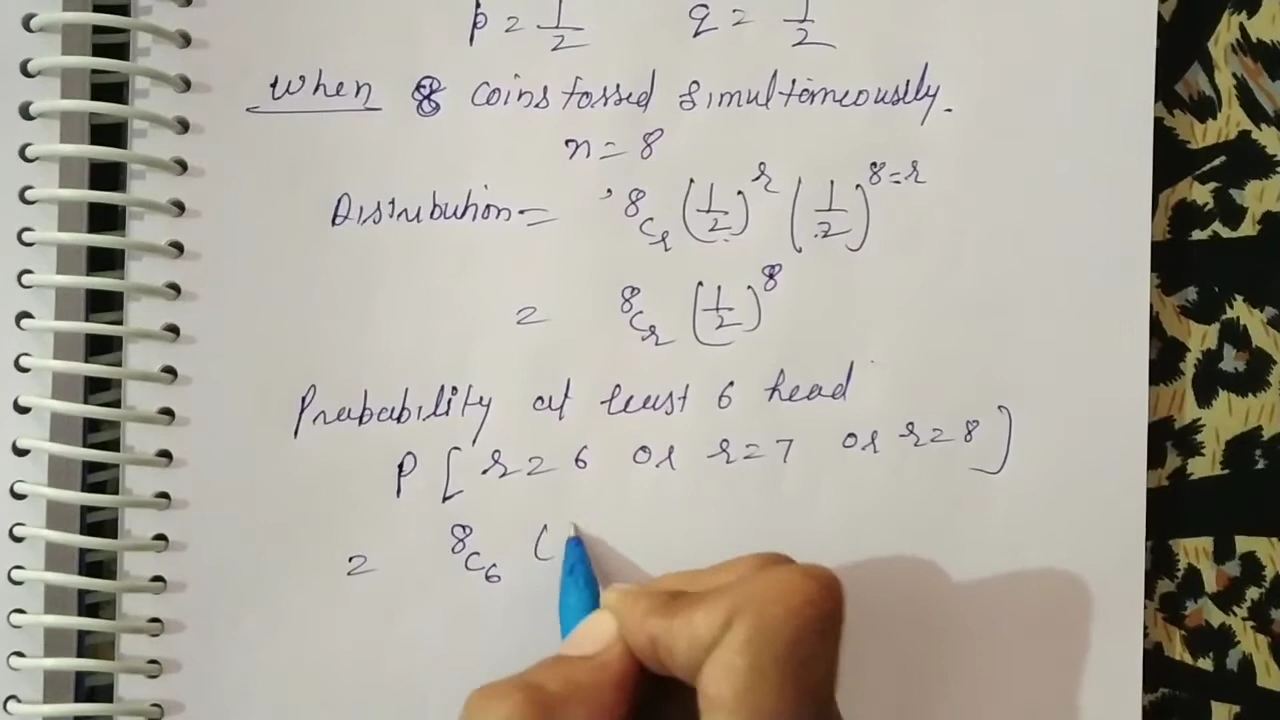 p = 1/2 q = 1/2
When 8 coins tossed simultaneously.
n = 8
Distribution = ⁸Cᵣ (1/2)ʳ (1/2)⁸⁻ʳ
= ⁸Cᵣ (1/2)⁸
Probability at least 6 head
P [ r = 6 or r = 7 or r = 8 ]
= ⁸C₆ (